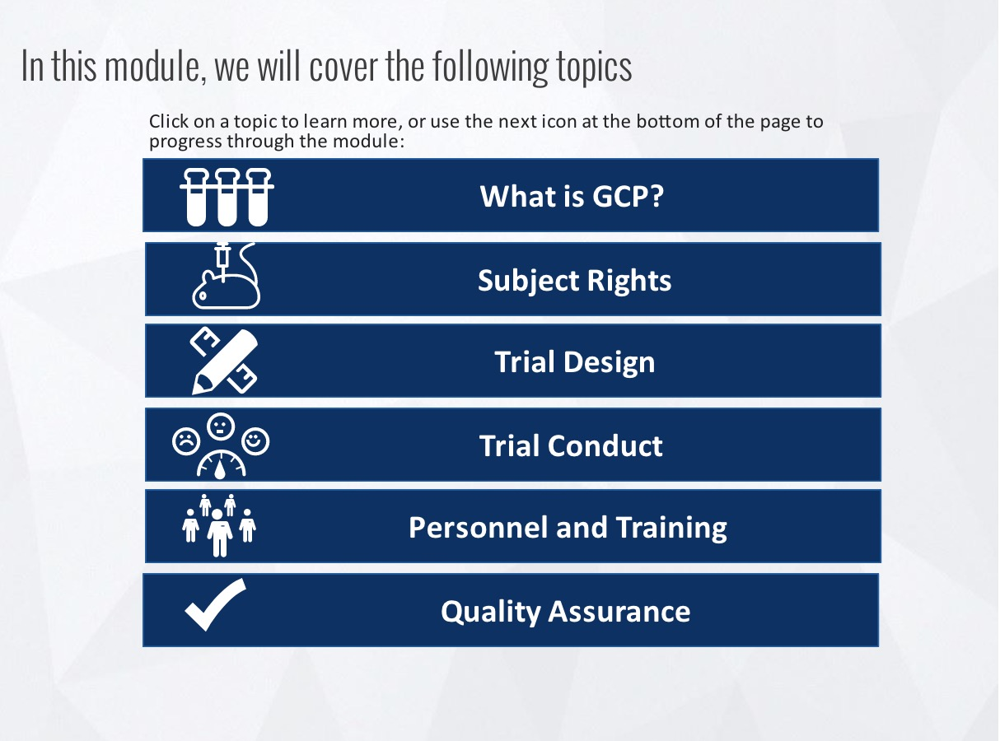 In this module, we will cover the following topics
Click on a topic to learn more, or use the next icon at the bottom of the page to
progress through the module:
What is GCP?
Subject Rights
Trial Design
Trial Conduct
Personnel and Training
Quality Assurance